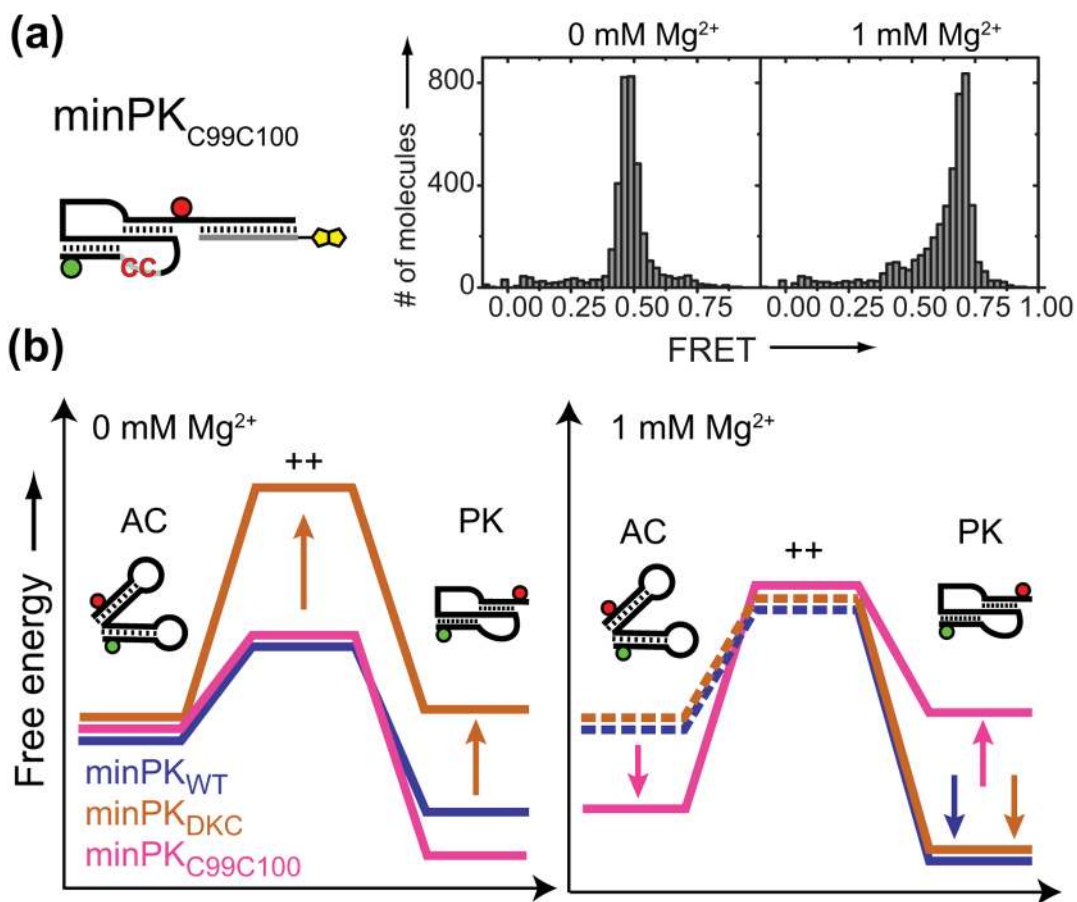 (a)
minPK C99C100
CC
0 mM Mg2+
1 mM Mg2+
# of molecules
800
400
0
0.00 0.25 0.50 0.75
0.00 0.25 0.50 0.75 1.00
FRET
(b)
Free energy
0 mM Mg2+
++
AC
PK
minPKWT
minPKDKC
minPKC99C100
1 mM Mg2+
++
AC
PK